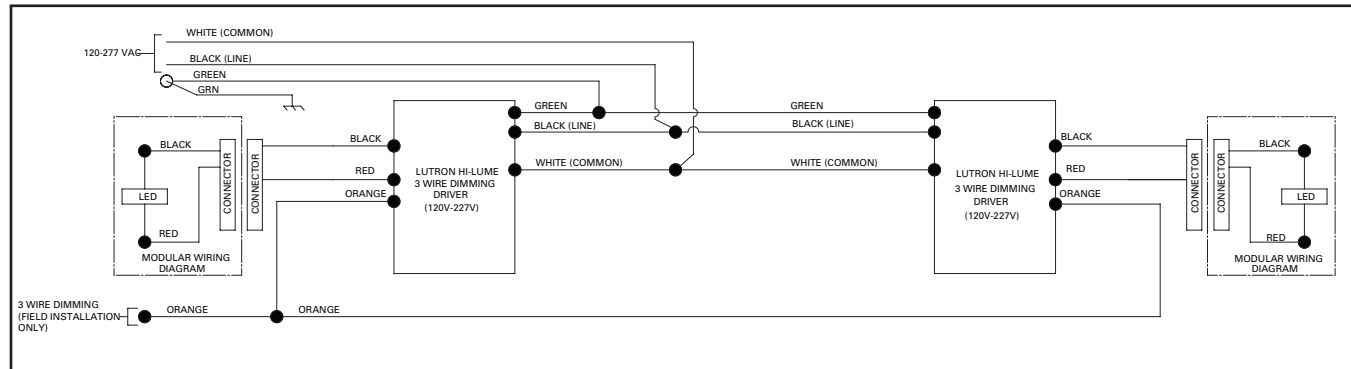 WHITE (COMMON)
120-277 VAC
BLACK (LINE)
GREEN
GRN
GREEN
GREEN
BLACK (LINE)
BLACK (LINE)
WHITE (COMMON)
WHITE (COMMON)
BLACK
RED
ORANGE
LUTRON HI-LUME
3 WIRE DIMMING
DRIVER
(120V-227V)
LUTRON HI-LUME
3 WIRE DIMMING
DRIVER
(120V-227V)
BLACK
RED
ORANGE
BLACK
LED
RED
CONNECTOR
CONNECTOR
MODULAR WIRING
DIAGRAM
CONNECTOR
CONNECTOR
BLACK
LED
RED
MODULAR WIRING
DIAGRAM
3 WIRE DIMMING
(FIELD INSTALLATION
ONLY)
ORANGE
ORANGE